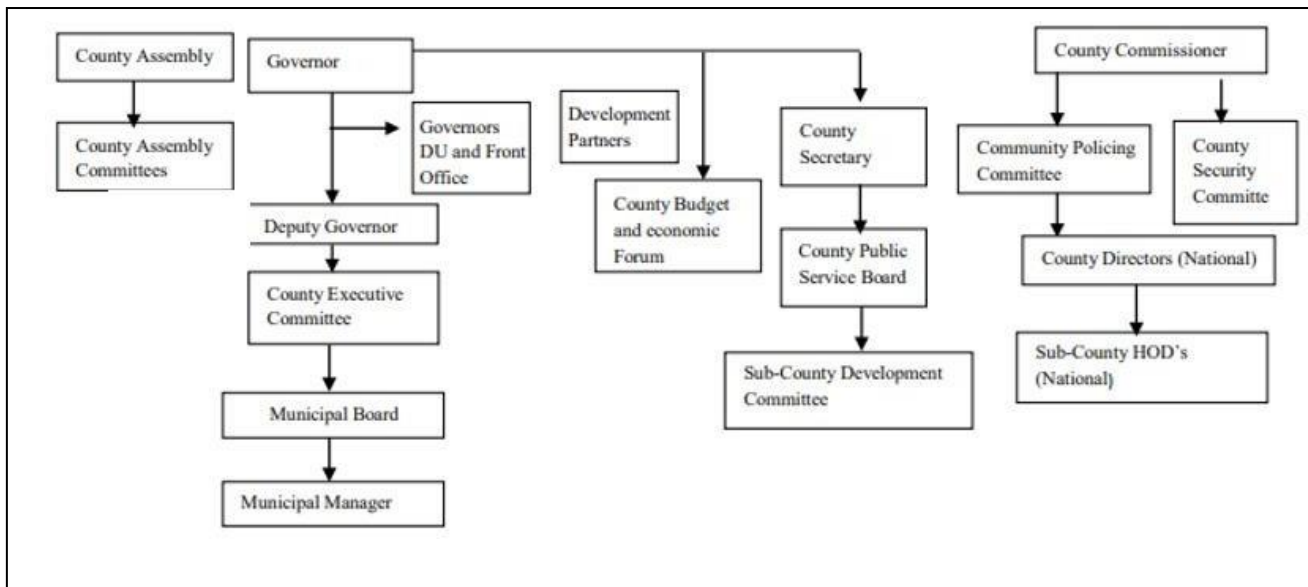 County Assembly
County Assembly
Committees
Governor
Governors
DU and Front
Office
Deputy Governor
County Executive
Committee
Municipal Board
Municipal Manager
Development
Partners
County Budget
and economic
Forum
County
Secretary
County Public
Service Board
Sub-County Development
Committee
County Commissioner
Community Policing
Committee
County
Security
Committe
County Directors (National)
Sub-County HOD's
(National)